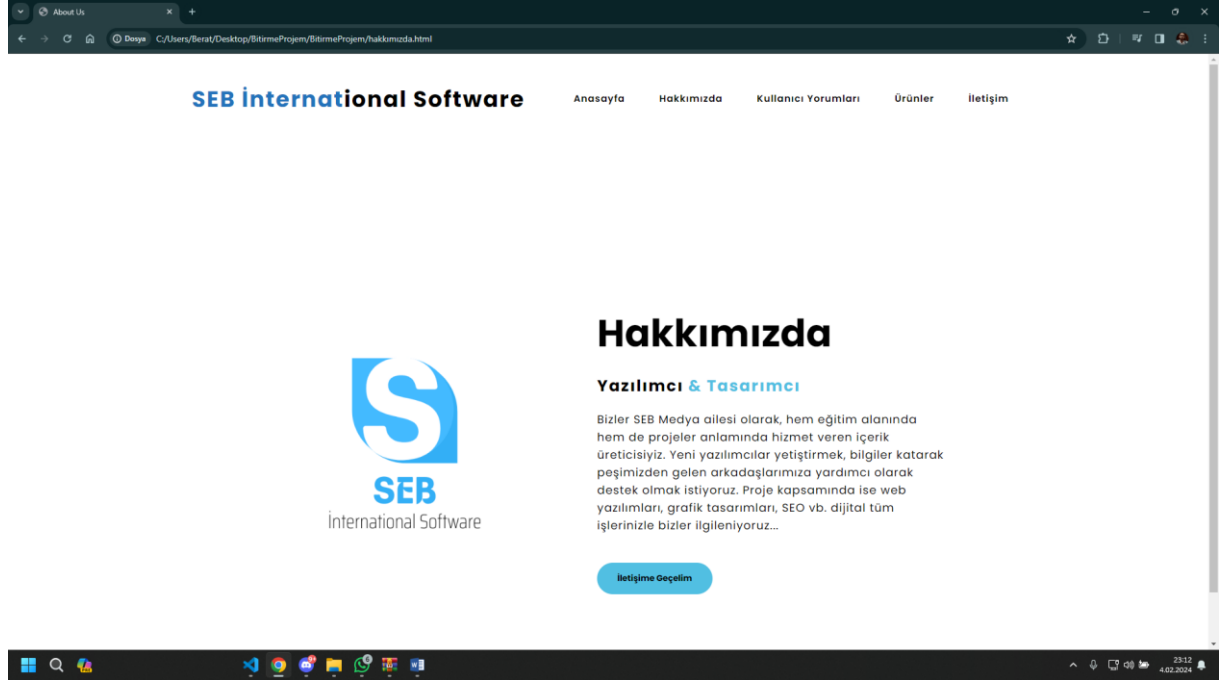 About Us
Dosya C:/Users/Berat/Desktop/BitirmeProjem/BitirmeProjem/hakkımızda.html
SEB İnternational Software Anasayfa Hakkımızda Kullanıcı Yorumları Ürünler İletişim
Hakkımızda
Yazılımcı & Tasarımcı
Bizler SEB Medya ailesi olarak, hem eğitim alanında
hem de projeler anlamında hizmet veren içerik
üreticisiyiz. Yeni yazılımcılar yetiştirmek, bilgiler katarak
peşimizden gelen arkadaşlarımıza yardımcı olarak
destek olmak istiyoruz. Proje kapsamında ise web
yazılımları, grafik tasarımları, SEO vb. dijital tüm
işlerinizle bizler ilgileniyoruz...
S
SEB
İnternational Software
İletişime Geçelim
23:12
4.02.2024